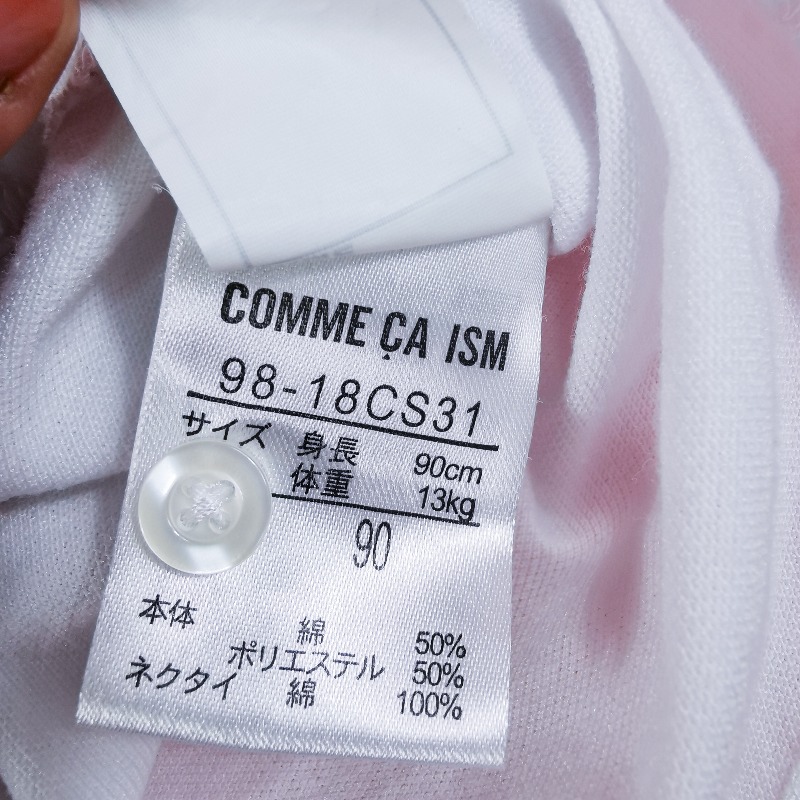 COMME ÇA ISM
98-18CS31
サイズ 身長 90cm
体重 13kg
90
本体 綿 50%
ポリエステル 50%
ネクタイ 綿 100%